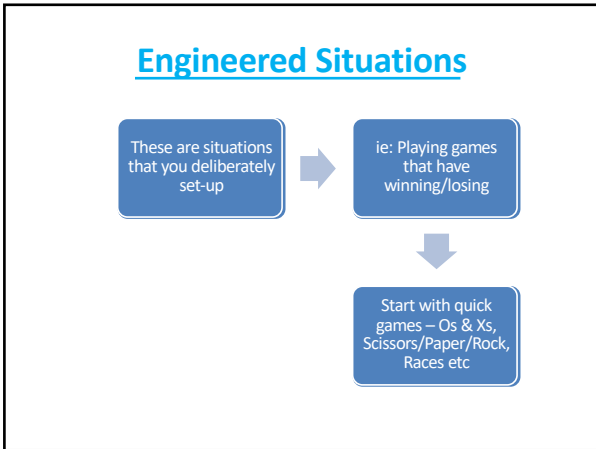 Engineered Situations
These are situations
that you deliberately
set-up
ie: Playing games
that have
winning/losing
Start with quick
games – Os & Xs,
Scissors/Paper/Rock,
Races etc